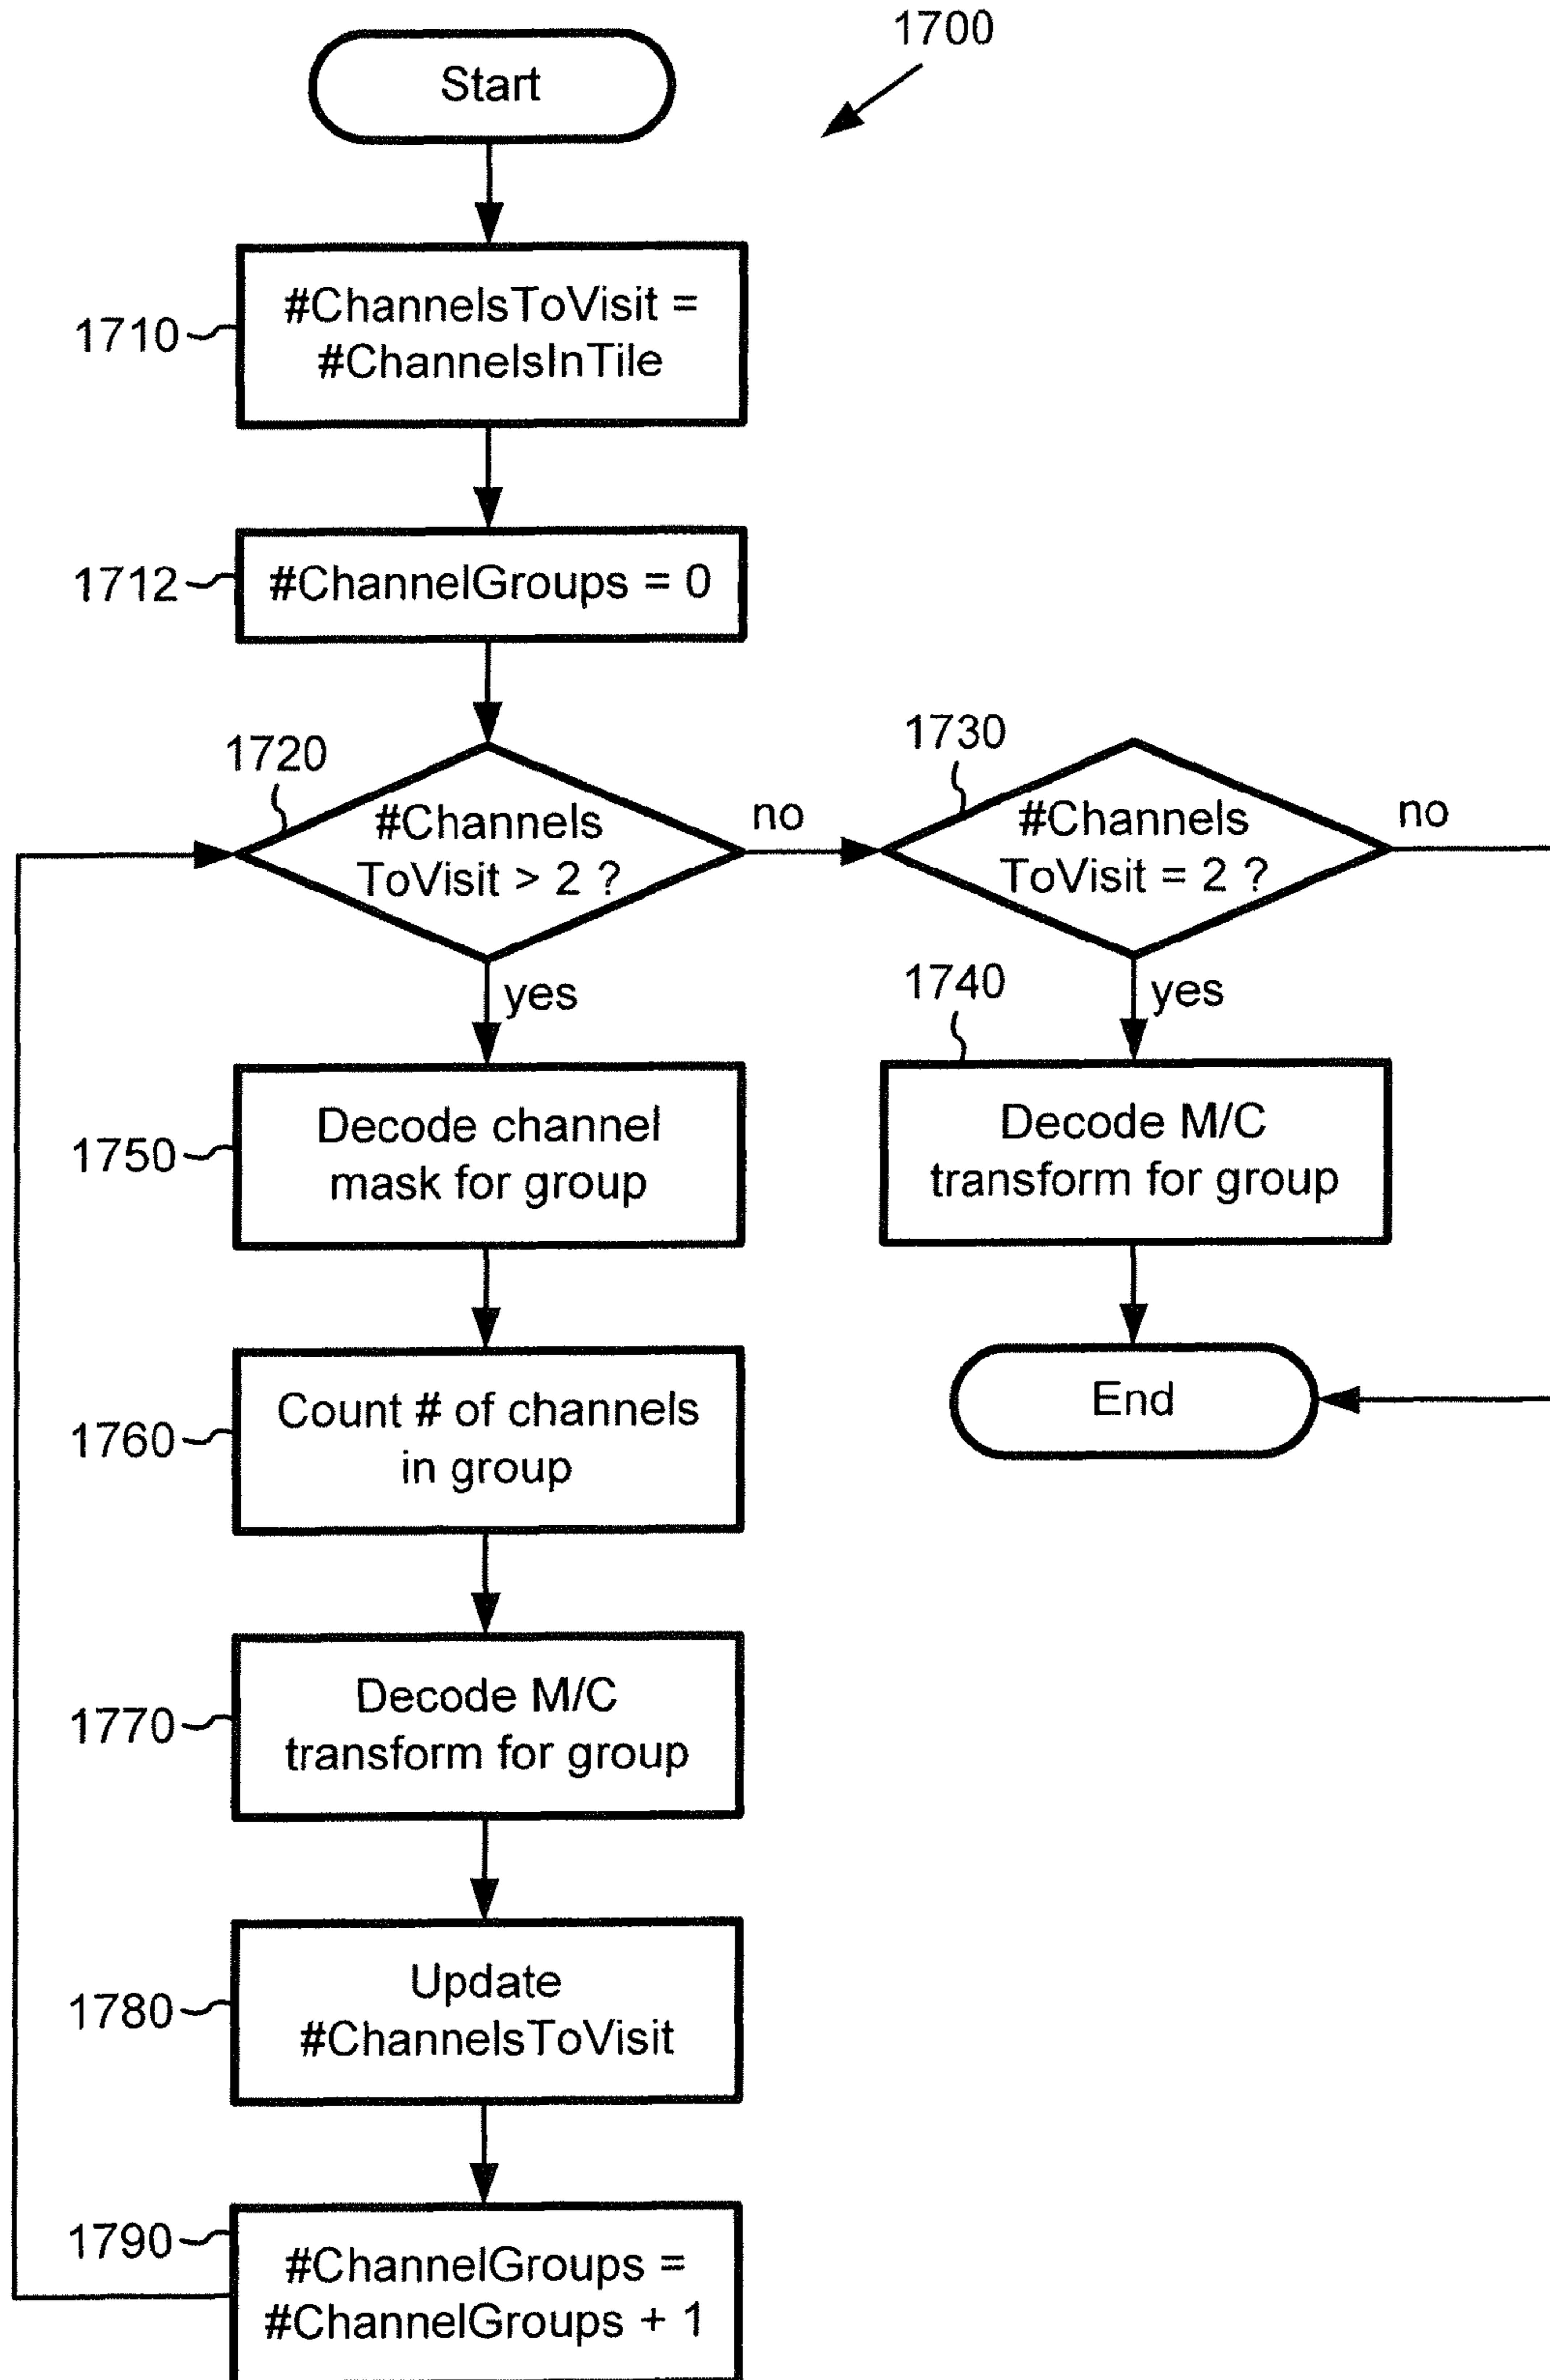 1700
Start
1710
#ChannelsToVisit =
#ChannelsInTile
1712
#ChannelGroups = 0
1720
#Channels
ToVisit > 2 ?
no
1730
#Channels
ToVisit = 2 ?
no
yes
1740
yes
1750
Decode channel
mask for group
Decode M/C
transform for group
1760
Count # of channels
in group
End
1770
Decode M/C
transform for group
1780
Update
#ChannelsToVisit
1790
#ChannelGroups =
#ChannelGroups + 1